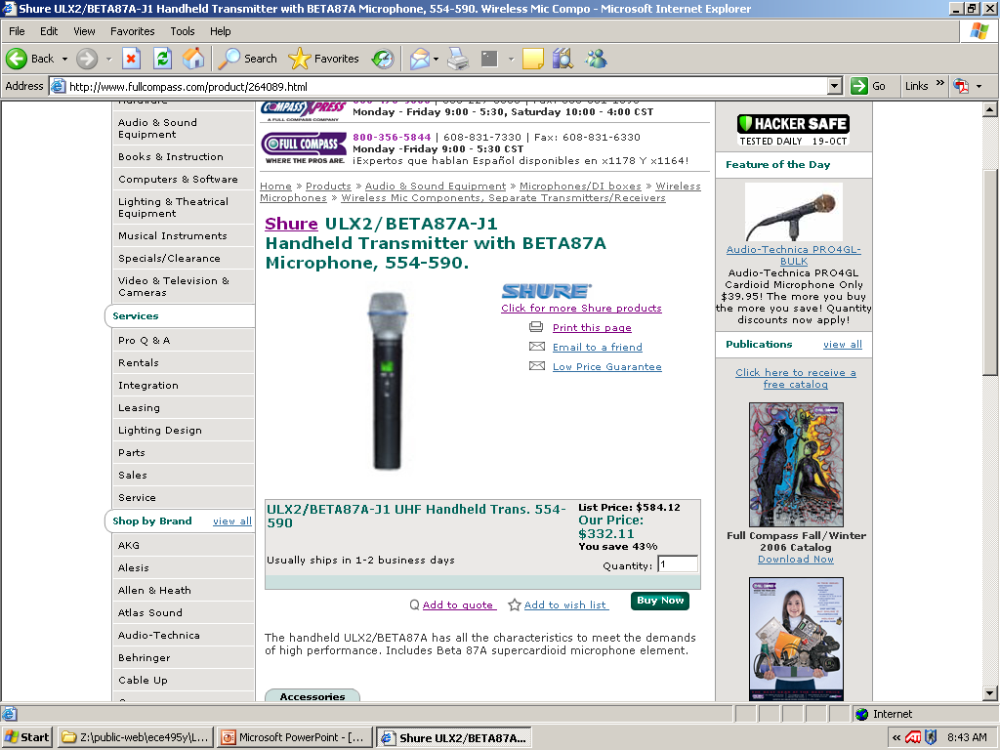 Shure ULX2/BETA87A-J1 Handheld Transmitter with BETA87A Microphone, 554-590. Wireless Mic Compo - Microsoft Internet Explorer
File Edit View Favorites Tools Help
Back Search Favorites
Address http://www.fullcompass.com/product/264089.html Go Links »
Hardware
Audio & Sound
Equipment
Books & Instruction
Computers & Software
Lighting & Theatrical
Equipment
Musical Instruments
Specials/Clearance
Video & Television &
Cameras
Services
Pro Q & A
Rentals
Integration
Leasing
Lighting Design
Parts
Sales
Service
Shop by Brand view all
AKG
Alesis
Allen & Heath
Atlas Sound
Audio-Technica
Behringer
Cable Up
COMPASS XPRESS
A FULL COMPASS COMPANY
Monday - Friday 9:00 - 5:30, Saturday 10:00 - 4:00 CST
FULL COMPASS
WHERE THE PROS ARE.
800-356-5844 | 608-831-7330 | Fax: 608-831-6330
Monday -Friday 9:00 - 5:30 CST
¡Expertos que hablan Español disponibles en x1178 Y x1164!
Home » Products » Audio & Sound Equipment » Microphones/DI boxes » Wireless
Microphones » Wireless Mic Components, Separate Transmitters/Receivers
Shure ULX2/BETA87A-J1
Handheld Transmitter with BETA87A
Microphone, 554-590.
SHURE
Click for more Shure products
Print this page
Email to a friend
Low Price Guarantee
ULX2/BETA87A-J1 UHF Handheld Trans. 554-
590
Usually ships in 1-2 business days
List Price: $584.12
Our Price:
$332.11
You save 43%
Quantity: 1
Add to quote Add to wish list Buy Now
The handheld ULX2/BETA87A has all the characteristics to meet the demands
of high performance. Includes Beta 87A supercardioid microphone element.
Accessories
HACKER SAFE
TESTED DAILY 19-OCT
Feature of the Day
Audio-Technica PRO4GL-
BULK
Audio-Technica PRO4GL
Cardioid Microphone Only
$39.95! The more you buy
the more you save! Quantity
discounts now apply!
Publications view all
Click here to receive a
free catalog
Full Compass Fall/Winter
2006 Catalog
Download Now
Internet
Start Z:\public-web\ece495y\L... Microsoft PowerPoint - [... Shure ULX2/BETA87A... « 8:43 AM